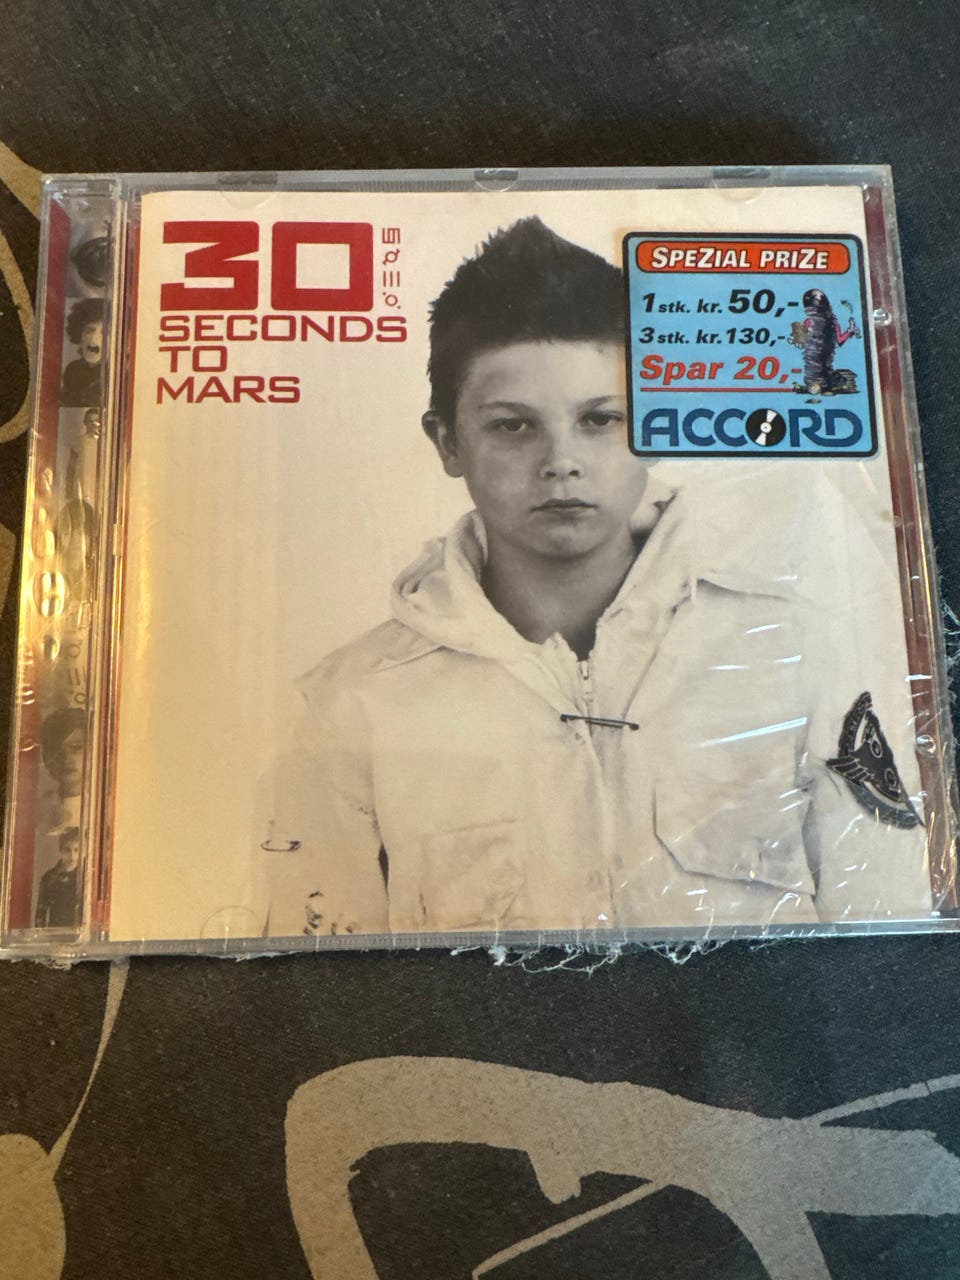 30
SECONDS
TO
MARS
SPEZIAL PRIZE
1 stk. kr. 50,-
3 stk. kr. 130,-
Spar 20,-
ACCORD